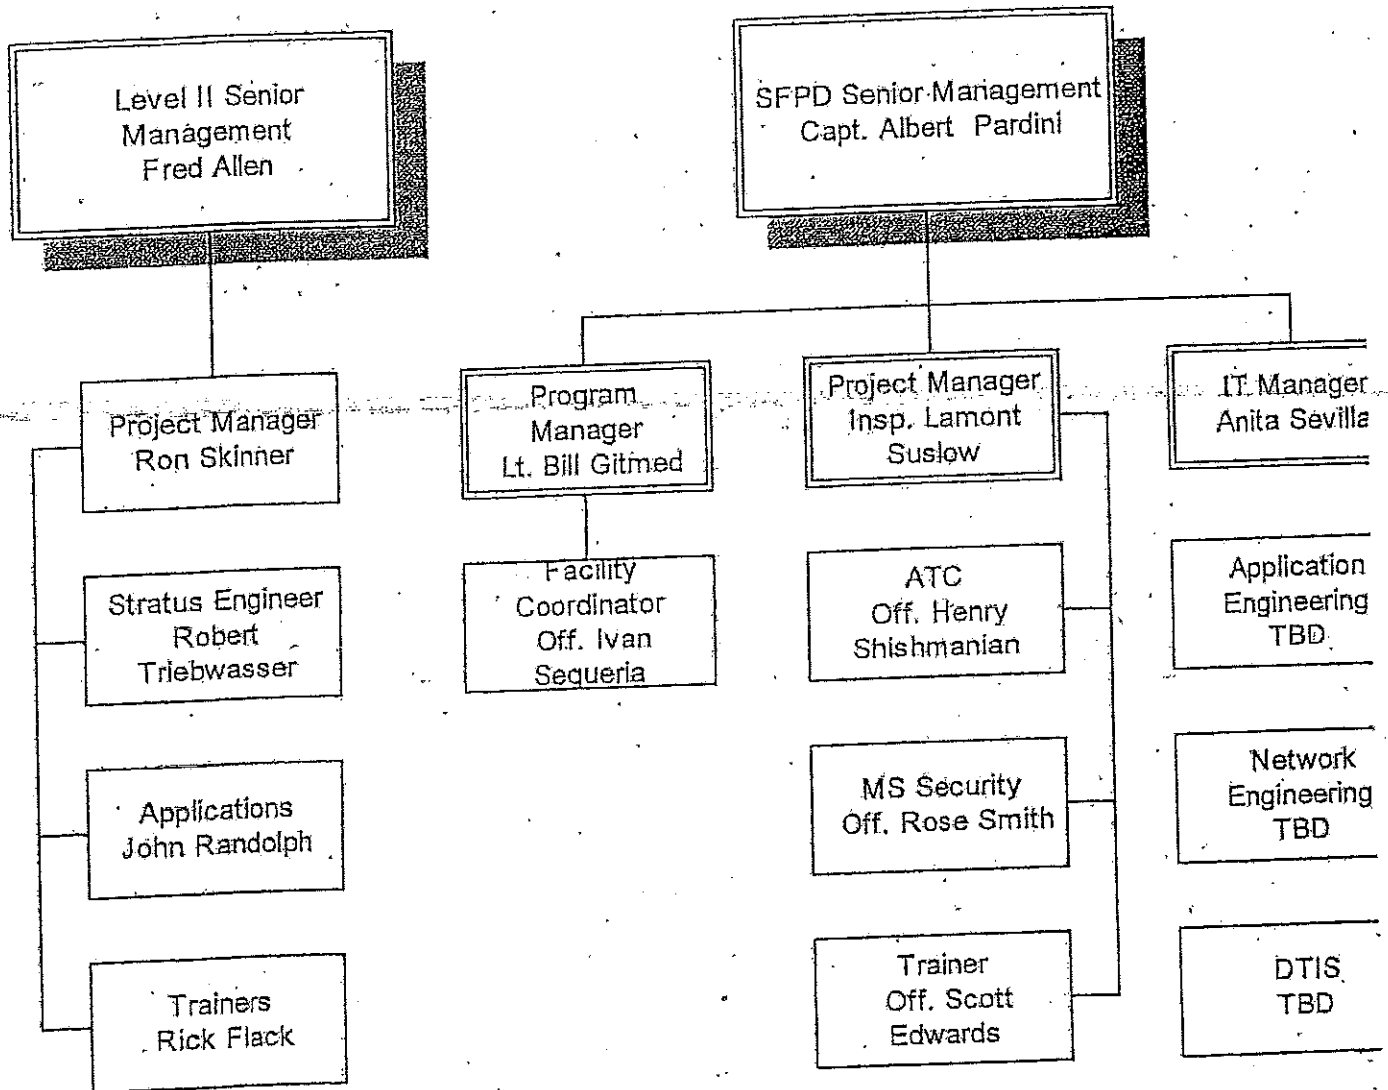 Level II Senior
Management
Fred Allen
SFPD Senior Management
Capt. Albert Pardini
Project Manager
Ron Skinner
Program
Manager
Lt. Bill Gitmed
Project Manager
Insp. Lamont
Suslow
IT Manager
Anita Sevilla
Stratus Engineer
Robert
Triebwasser
Facility
Coordinator
Off. Ivan
Sequeria
ATC
Off. Henry
Shishmanian
Application
Engineering
TBD
Applications
John Randolph
MS Security
Off. Rose Smith
Network
Engineering
TBD
Trainers
Rick Flack
Trainer
Off. Scott
Edwards
DTIS
TBD